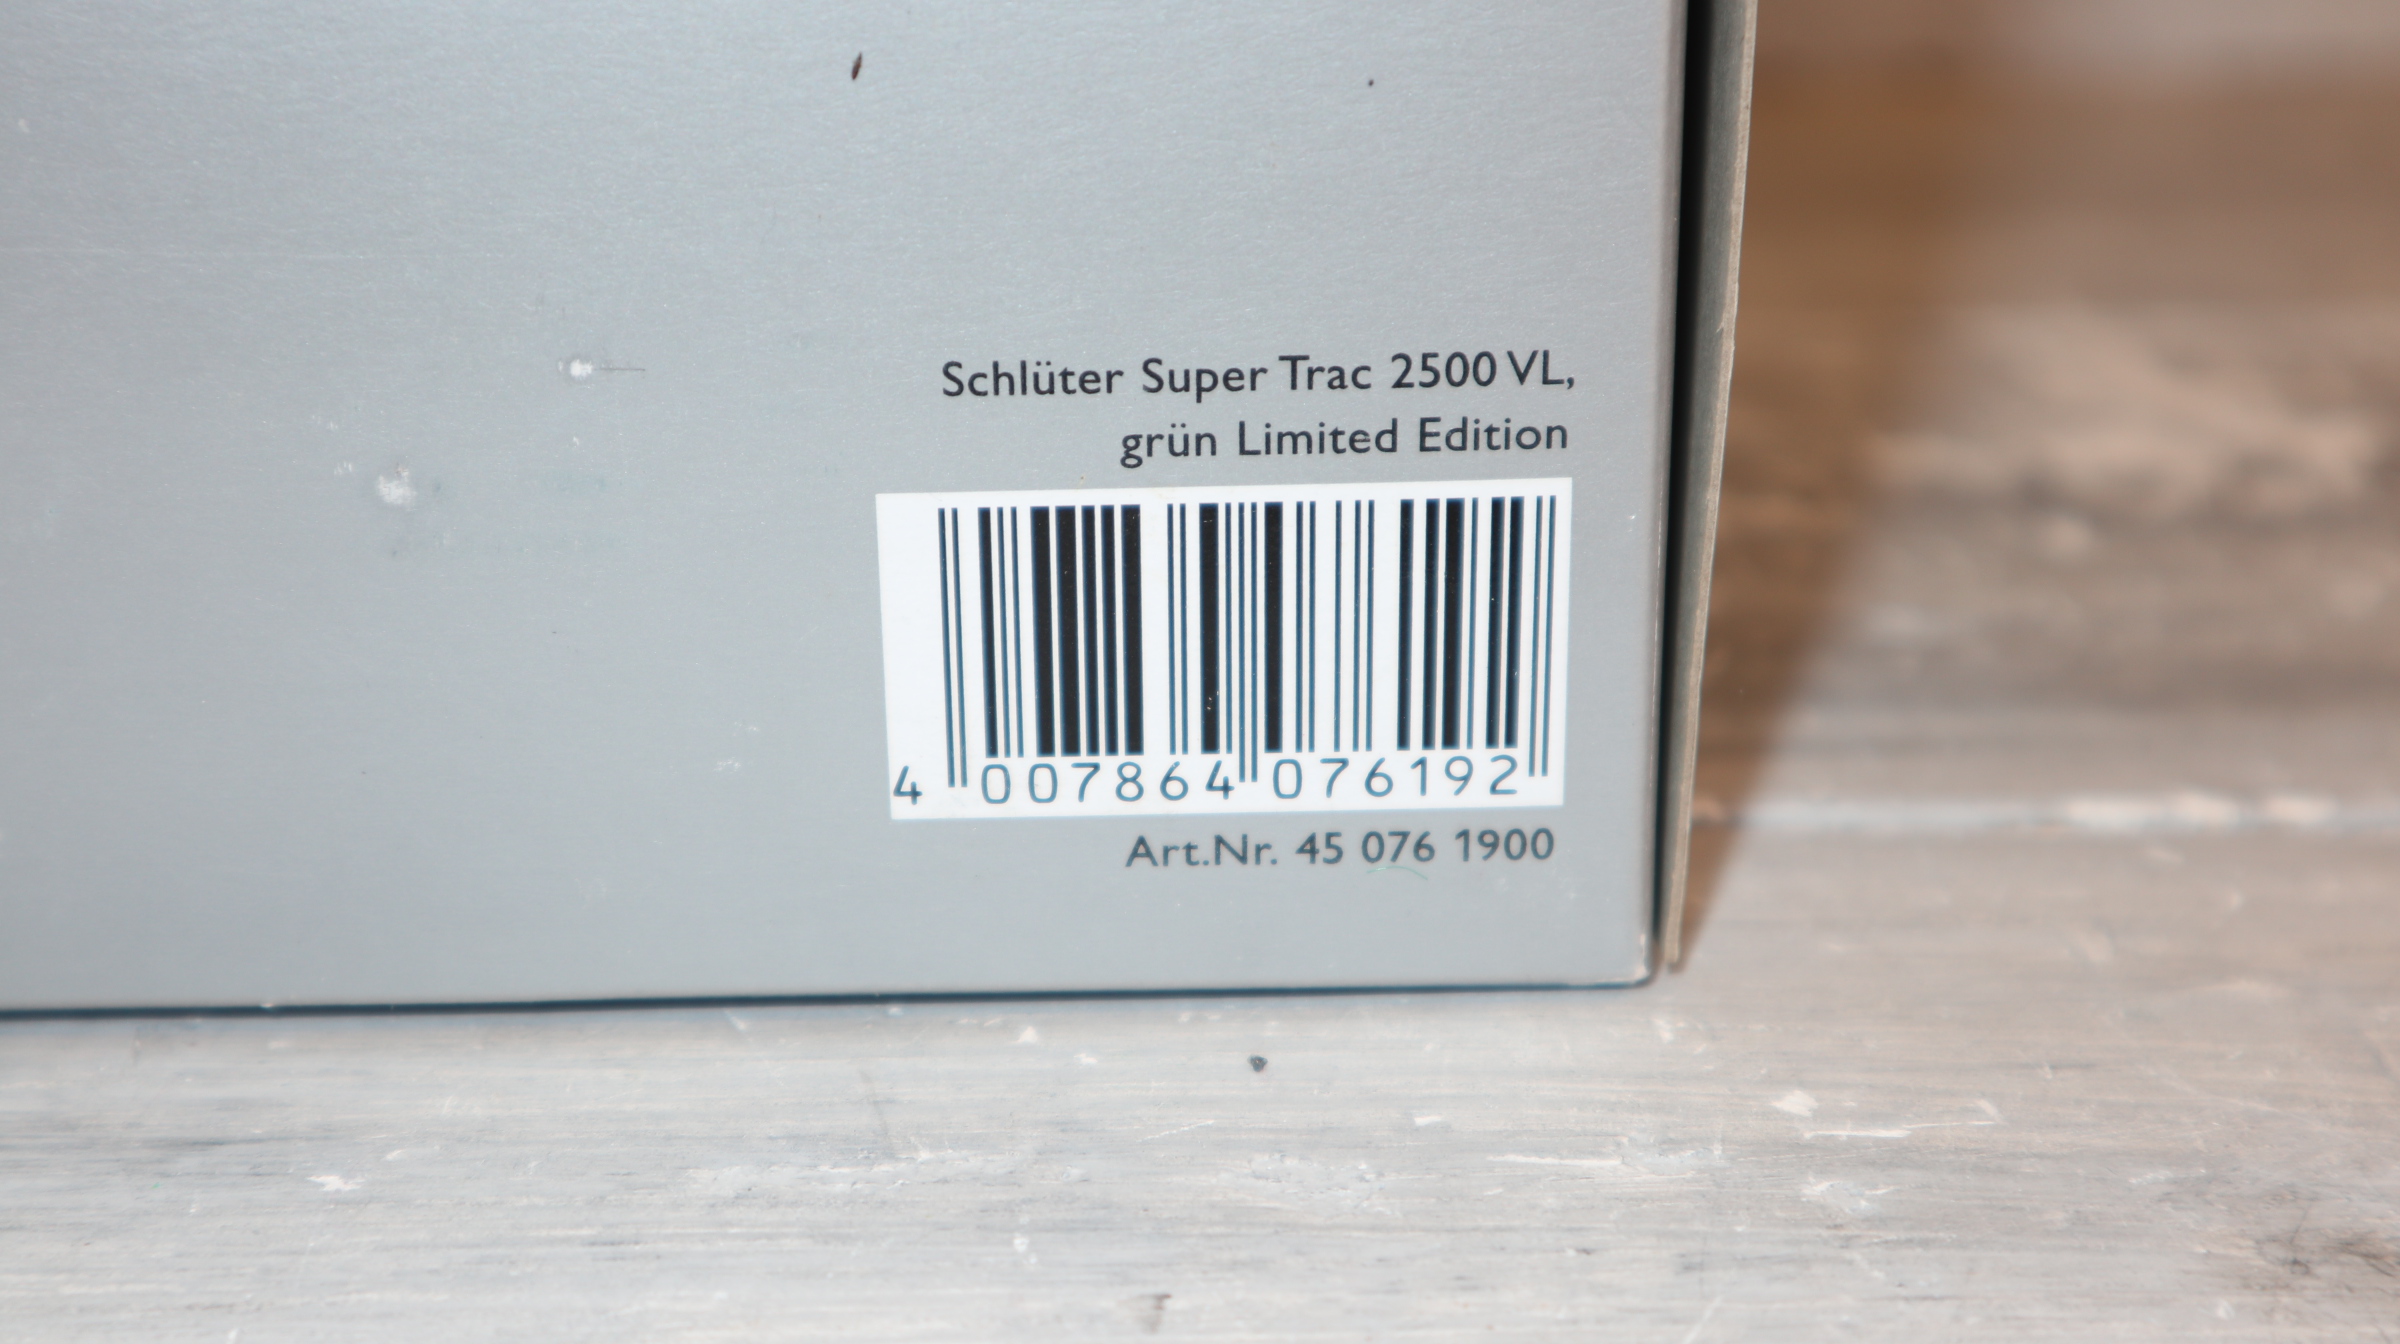 Schlüter Super Trac 2500 VL,
grün Limited Edition
4 007864 076192
Art.Nr. 45 076 1900